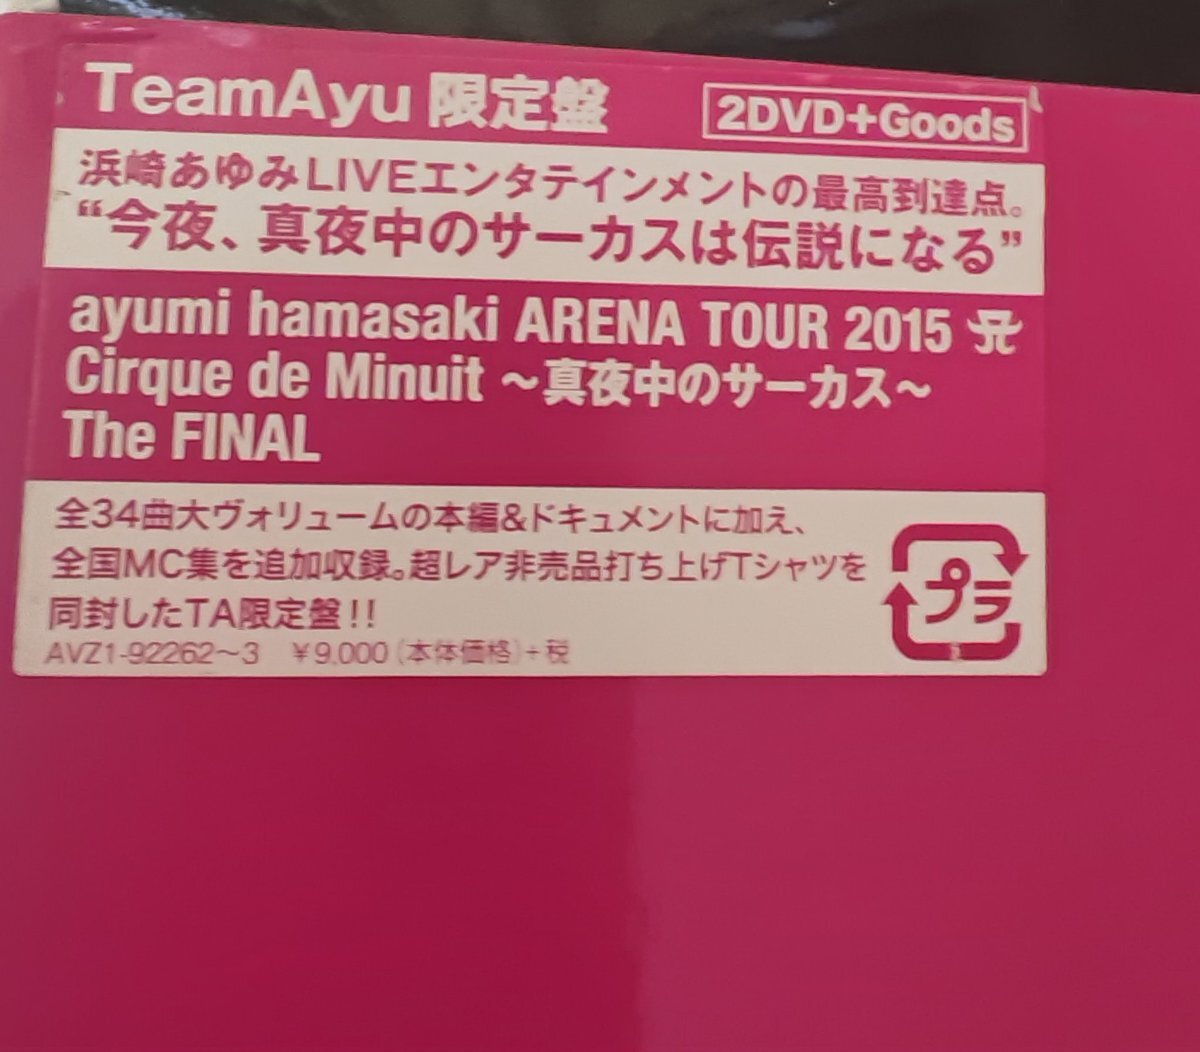 TeamAyu 限定盤 2DVD+Goods
浜崎あゆみLIVEエンタテインメントの最高到達点。
“今夜、真夜中のサーカスは伝説になる”
ayumi hamasaki ARENA TOUR 2015 A
Cirque de Minuit ～真夜中のサーカス～
The FINAL
全34曲大ヴォリュームの本編&ドキュメントに加え、
全国MC集を追加収録。超レア非売品打ち上げTシャツを
同封したTA限定盤!!
AVZ1-92262～3 ￥9,000(本体価格)+税
プラ